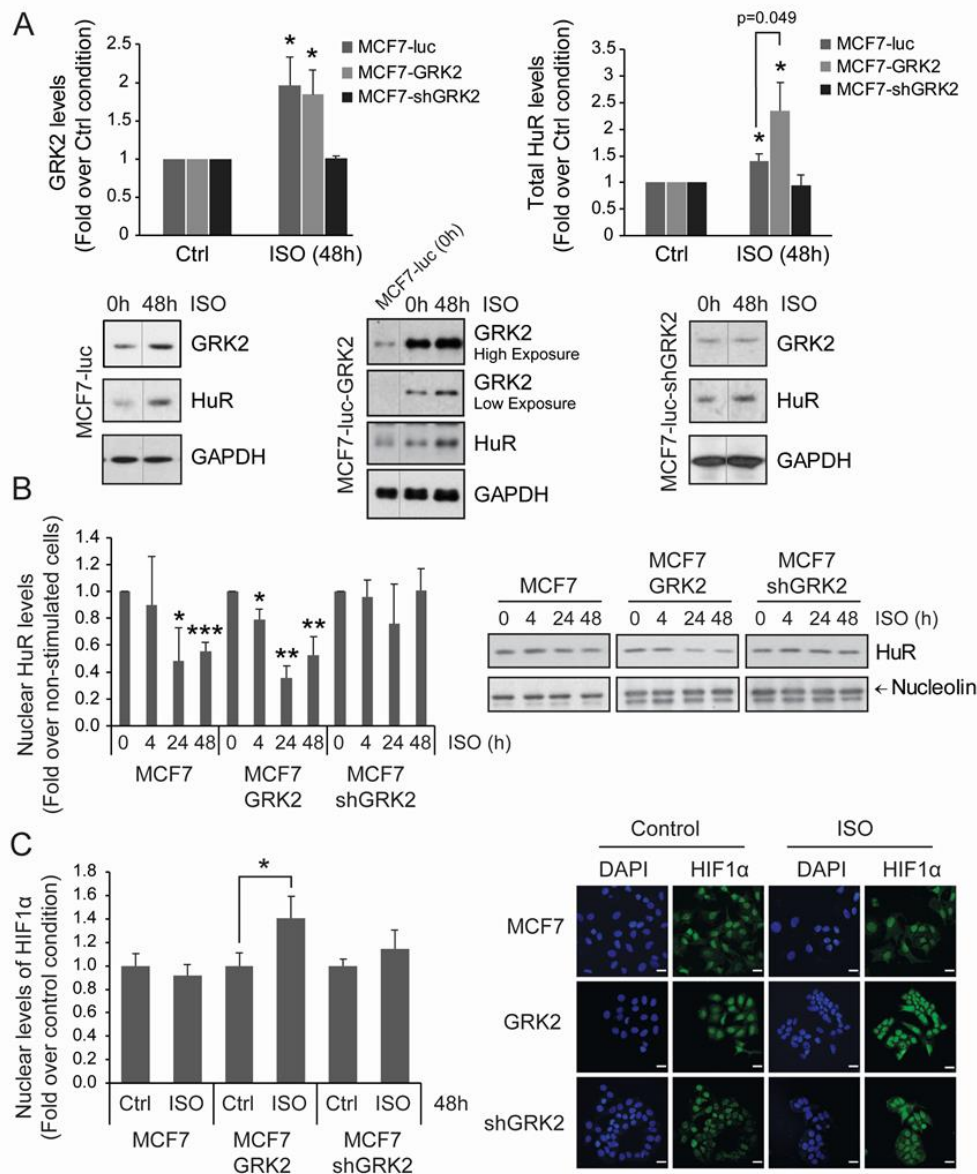 A
p=0.049
GRK2 levels
(Fold over Ctrl condition)
2.5
2
1.5
1
0.5
0
* *
MCF7-luc
MCF7-GRK2
MCF7-shGRK2
Ctrl ISO (48h)
Total HuR levels
(Fold over Ctrl condition)
3
2.5
2
1.5
1
0.5
0
* *
MCF7-luc
MCF7-GRK2
MCF7-shGRK2
Ctrl ISO (48h)
MCF7-luc
0h 48h ISO
GRK2
HuR
GAPDH
MCF7-luc-GRK2
MCF7-luc (0h)
0h 48h ISO
GRK2
High Exposure
GRK2
Low Exposure
HuR
GAPDH
MCF7-luc-shGRK2
0h 48h ISO
GRK2
HuR
GAPDH
B
Nuclear HuR levels
(Fold over non-stimulated cells)
1.4
1.2
1.0
0.8
0.6
0.4
0.2
0.0
* *** * ** **
0 4 24 48 0 4 24 48 0 4 24 48 ISO (h)
MCF7 MCF7 MCF7
GRK2 shGRK2
MCF7 MCF7 MCF7
GRK2 shGRK2
0 4 24 48 0 4 24 48 0 4 24 48
ISO (h)
HuR
← Nucleolin
C
Nuclear levels of HIF1α
(Fold over control condition)
1.8
1.6
1.4
1.2
1.0
0.8
0.6
0.4
0.2
0.0
*
Ctrl ISO Ctrl ISO Ctrl ISO 48h
MCF7 MCF7 MCF7
GRK2 shGRK2
Control ISO
DAPI HIF1α DAPI HIF1α
MCF7
GRK2
shGRK2